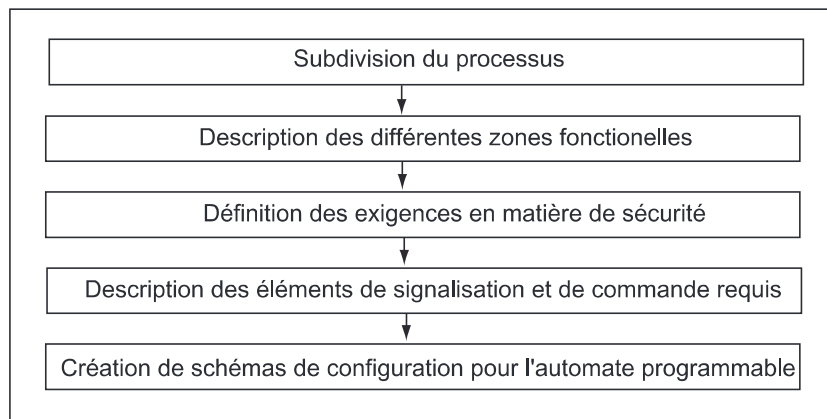 Subdivision du processus
Description des différentes zones fonctionelles
Définition des exigences en matière de sécurité
Description des éléments de signalisation et de commande requis
Création de schémas de configuration pour l'automate programmable